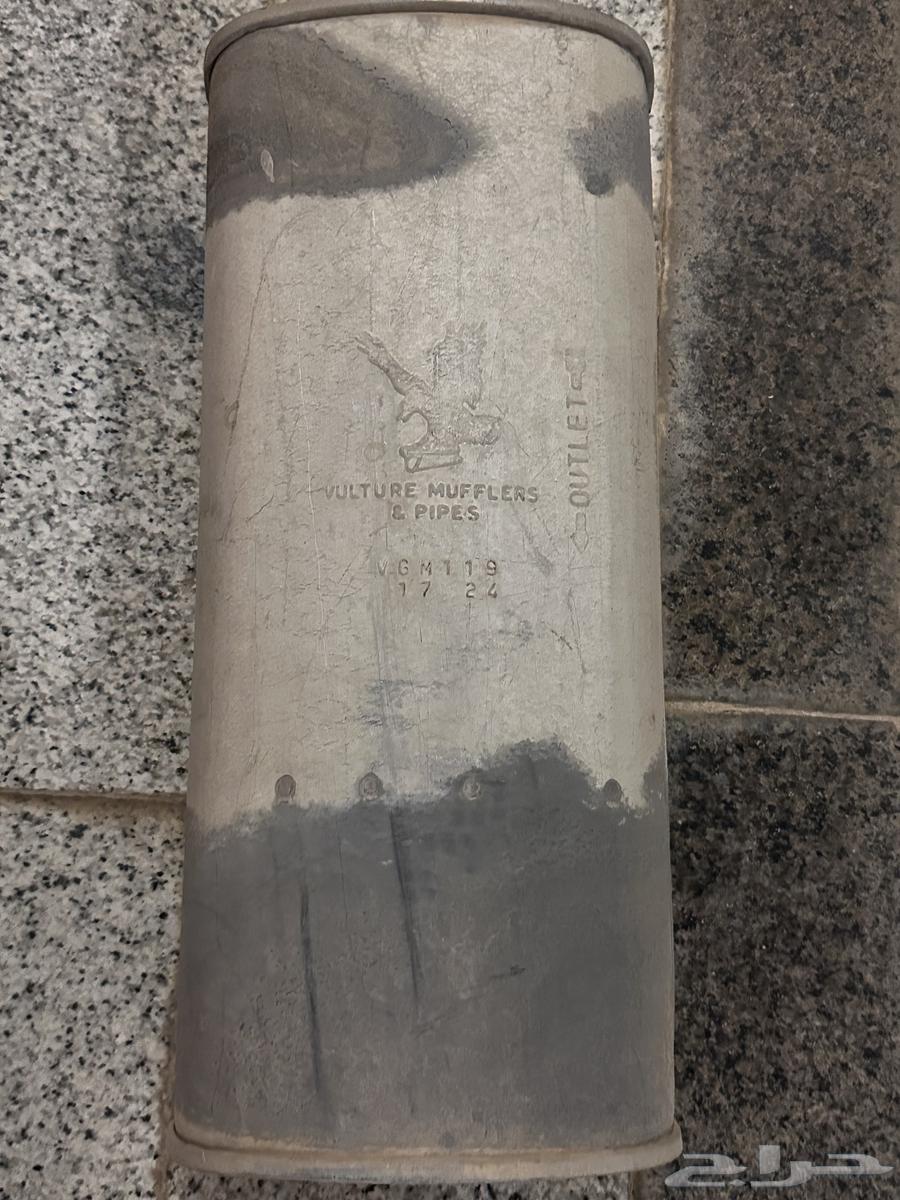 VULTURE MUFFLERS
& PIPES
VGM119
17 24
OUTLET
حراج